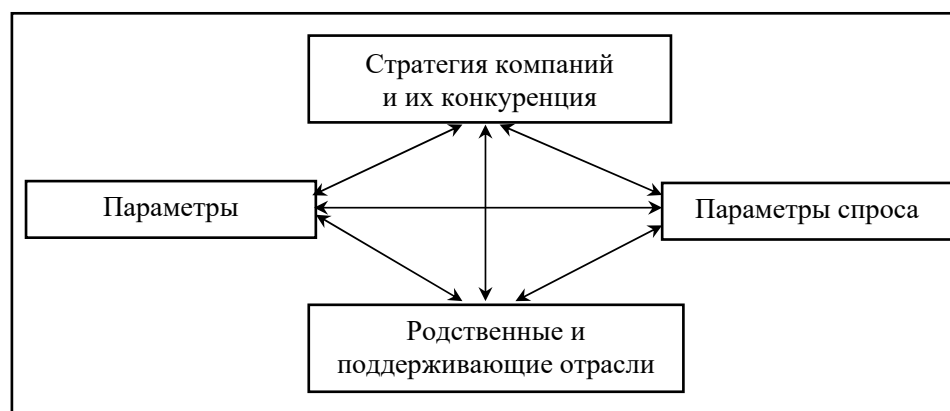 Стратегия компаний
и их конкуренция
Параметры
Параметры спроса
Родственные и
поддерживающие отрасли